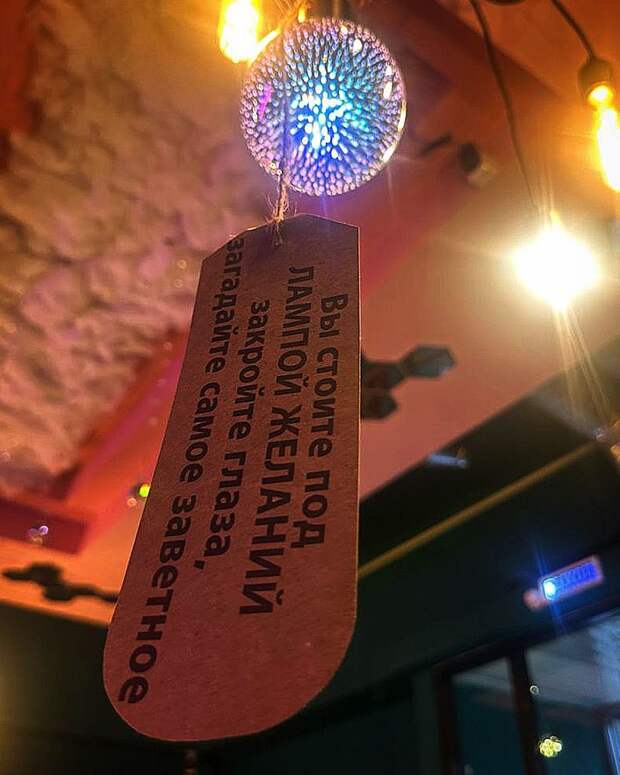 Вы стоите под
ЛАМПОЙ ЖЕЛАНИЙ
закройте глаза,
загадайте самое заветное